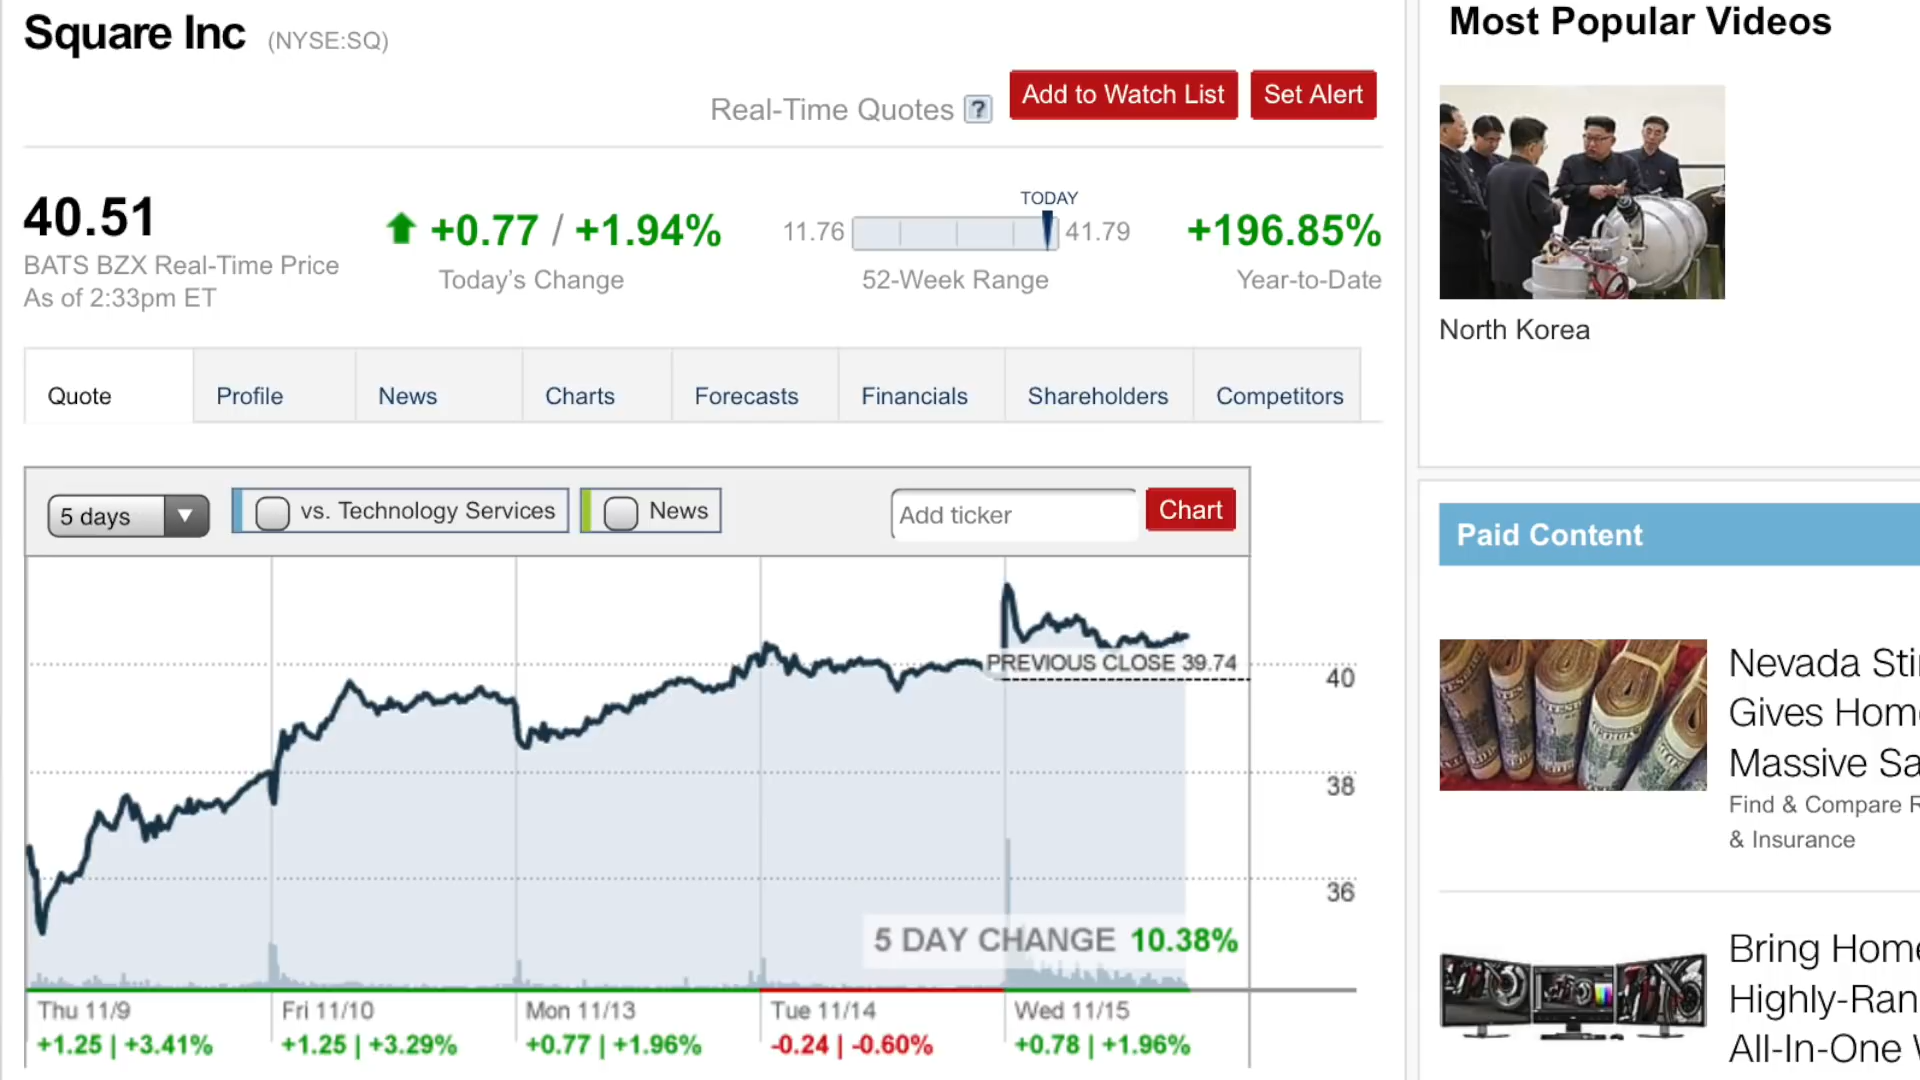 Square Inc (NYSE:SQ)
Real-Time Quotes ? Add to Watch List Set Alert
40.51
BATS BZX Real-Time Price
As of 2:33pm ET
+0.77 / +1.94%
Today's Change
TODAY
11.76 41.79
52-Week Range
+196.85%
Year-to-Date
Quote Profile News Charts Forecasts Financials Shareholders Competitors
5 days vs. Technology Services News Add ticker Chart
PREVIOUS CLOSE 39.74
40
38
36
5 DAY CHANGE 10.38%
Thu 11/9 Fri 11/10 Mon 11/13 Tue 11/14 Wed 11/15
+1.25 | +3.41% +1.25 | +3.29% +0.77 | +1.96% -0.24 | -0.60% +0.78 | +1.96%
Most Popular Videos
North Korea
Paid Content
Nevada Sti
Gives Hom
Massive Sa
Find & Compare R
& Insurance
Bring Home
Highly-Ran
All-In-One